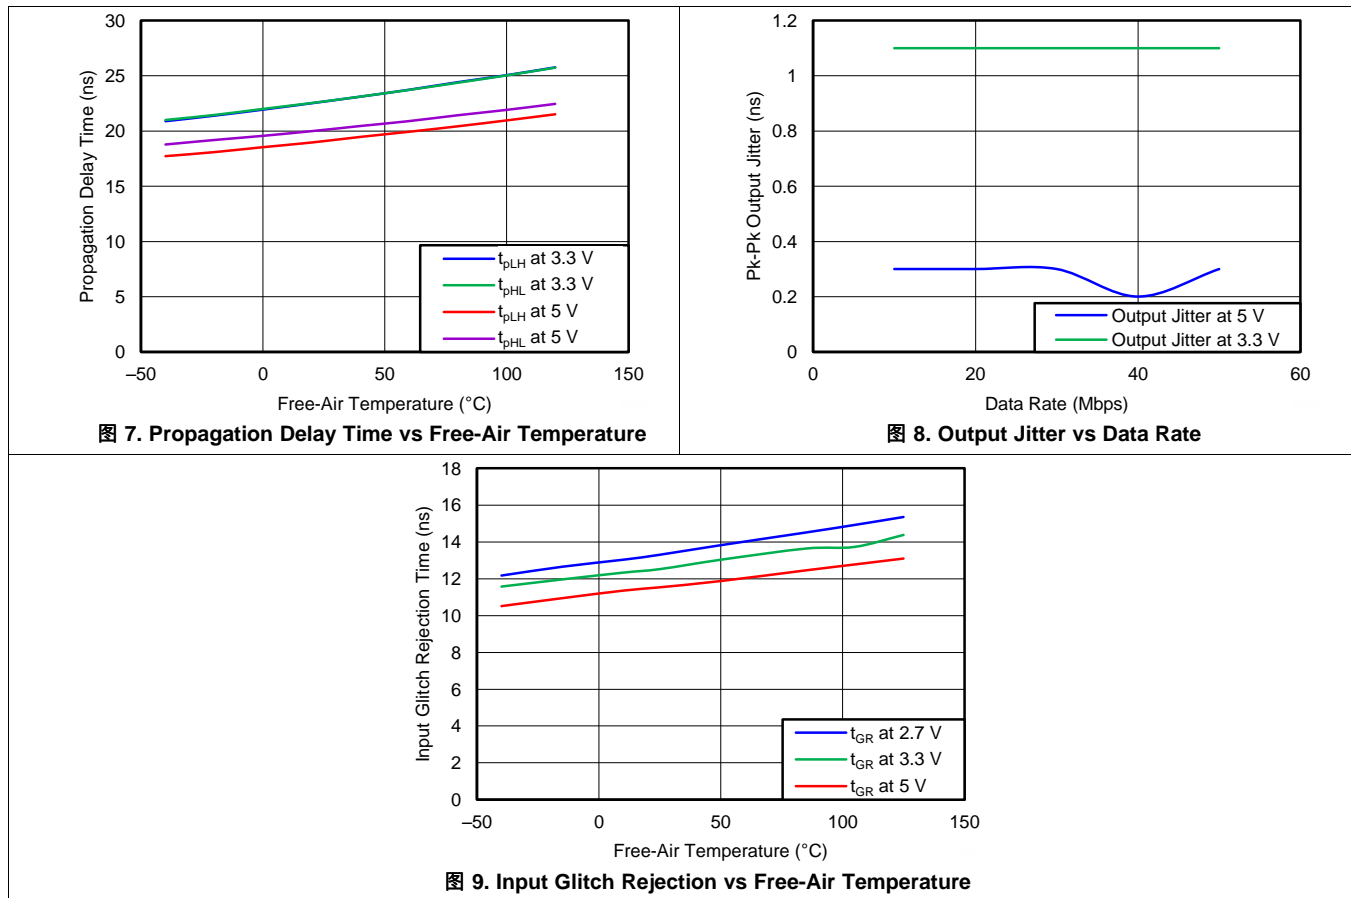 Propagation Delay Time (ns)
30
25
20
15
10
5
0
–50 0 50 100 150
Free-Air Temperature (°C)
tpLH at 3.3 V
tpHL at 3.3 V
tpLH at 5 V
tpHL at 5 V
图 7. Propagation Delay Time vs Free-Air Temperature
Pk-Pk Output Jitter (ns)
1.2
1
0.8
0.6
0.4
0.2
0
0 20 40 60
Data Rate (Mbps)
Output Jitter at 5 V
Output Jitter at 3.3 V
图 8. Output Jitter vs Data Rate
Input Glitch Rejection Time (ns)
18
16
14
12
10
8
6
4
2
0
–50 0 50 100 150
Free-Air Temperature (°C)
tGR at 2.7 V
tGR at 3.3 V
tGR at 5 V
图 9. Input Glitch Rejection vs Free-Air Temperature